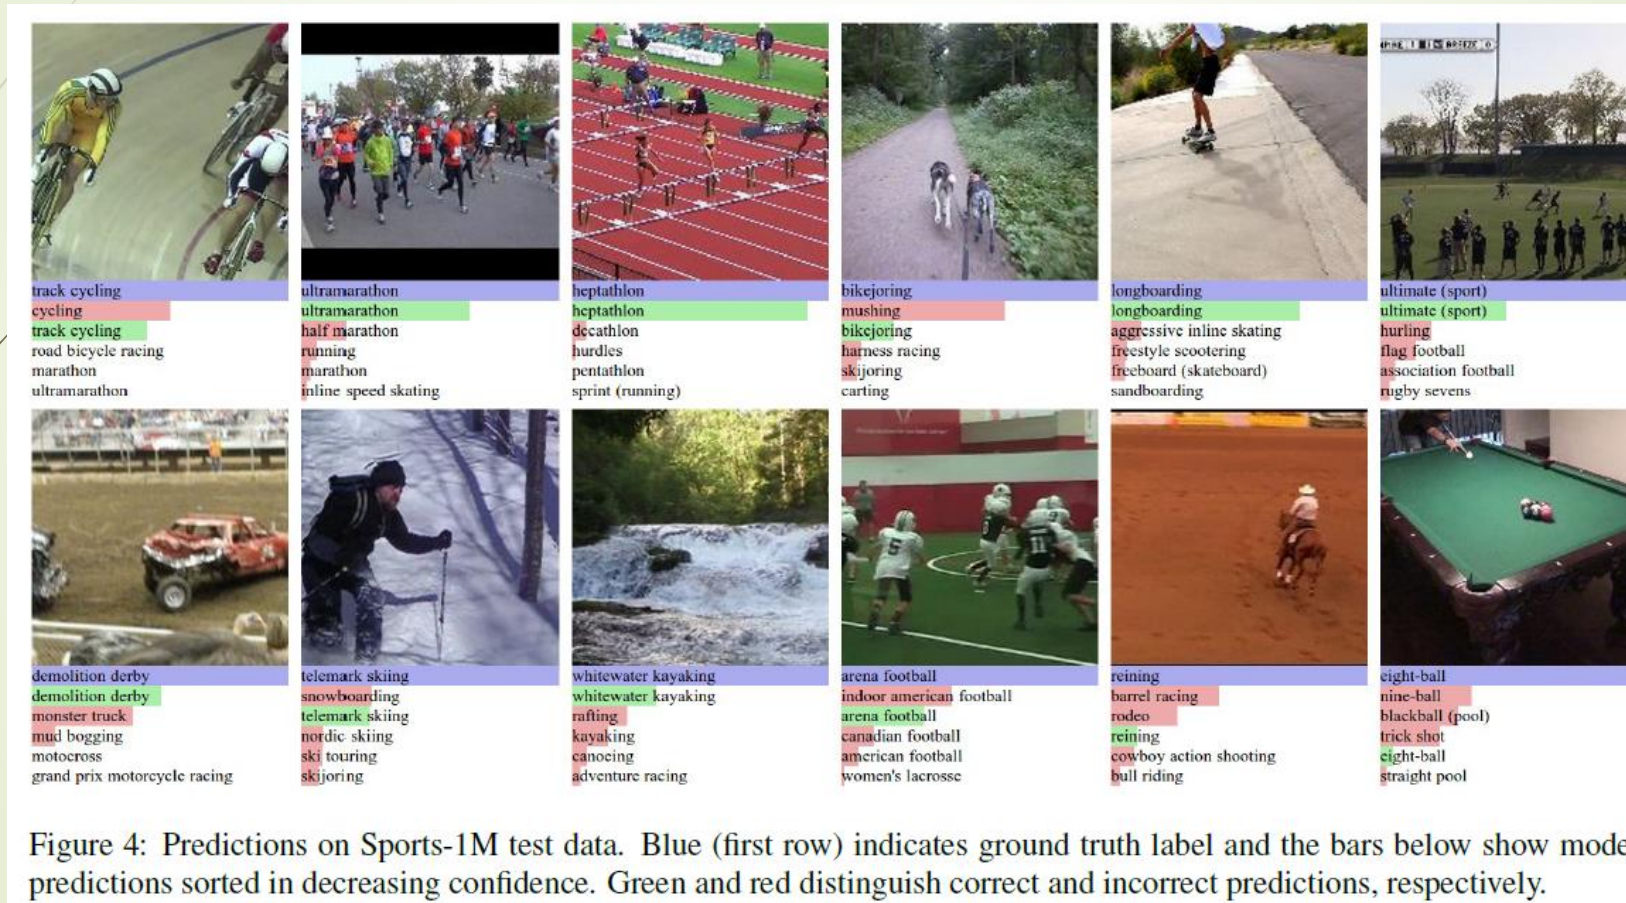 track cycling
cycling
track cycling
road bicycle racing
marathon
ultramarathon
ultramarathon
ultramarathon
half marathon
running
marathon
inline speed skating
heptathlon
heptathlon
decathlon
hurdles
pentathlon
sprint (running)
bikejoring
mushing
bikejoring
harness racing
skijoring
carting
longboarding
longboarding
aggressive inline skating
freestyle scootering
freeboard (skateboard)
sandboarding
BREEZE 0
ultimate (sport)
ultimate (sport)
hurling
flag football
association football
rugby sevens
demolition derby
demolition derby
monster truck
mud bogging
motocross
grand prix motorcycle racing
telemark skiing
snowboarding
telemark skiing
nordic skiing
ski touring
skijoring
whitewater kayaking
whitewater kayaking
rafting
kayaking
canoeing
adventure racing
5
11
arena football
indoor american football
arena football
canadian football
american football
women's lacrosse
reining
barrel racing
rodeo
reining
cowboy action shooting
bull riding
eight-ball
nine-ball
blackball (pool)
trick shot
eight-ball
straight pool
Figure 4: Predictions on Sports-1M test data. Blue (first row) indicates ground truth label and the bars below show mode
predictions sorted in decreasing confidence. Green and red distinguish correct and incorrect predictions, respectively.